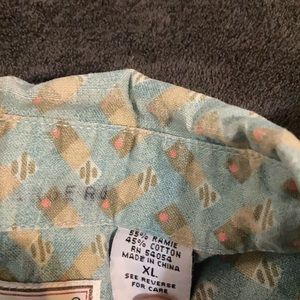 55% RAMIE
45% COTTON
RN 54054
MADE IN CHINA
XL
SEE REVERSE
FOR CARE